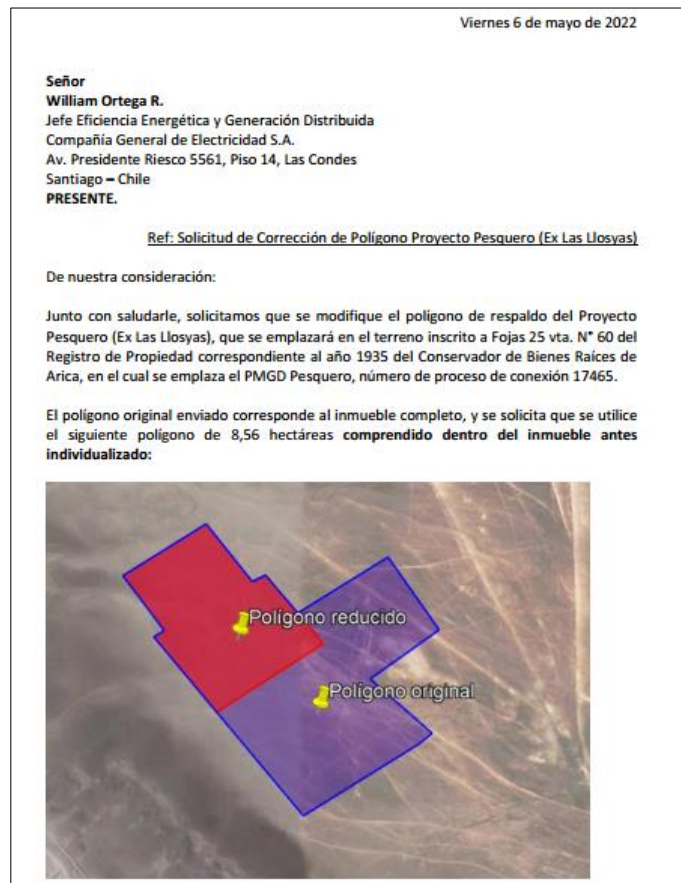 Viernes 6 de mayo de 2022
Señor
William Ortega R.
Jefe Eficiencia Energética y Generación Distribuida
Compañía General de Electricidad S.A.
Av. Presidente Riesco 5561, Piso 14, Las Condes
Santiago – Chile
PRESENTE.
Ref: Solicitud de Corrección de Polígono Proyecto Pesquero (Ex Las Llosyas)
De nuestra consideración:
Junto con saludarle, solicitamos que se modifique el polígono de respaldo del Proyecto
Pesquero (Ex Las Llosyas), que se emplazará en el terreno inscrito a Fojas 25 vta. N° 60 del
Registro de Propiedad correspondiente al año 1935 del Conservador de Bienes Raíces de
Arica, en el cual se emplaza el PMGD Pesquero, número de proceso de conexión 17465.
El polígono original enviado corresponde al inmueble completo, y se solicita que se utilice
el siguiente polígono de 8,56 hectáreas comprendido dentro del inmueble antes
individualizado:
Polígono reducido
Polígono original